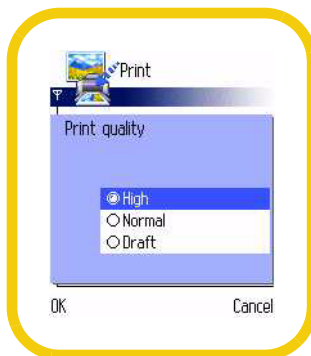 Print
Print quality
High
Normal
Draft
OK Cancel